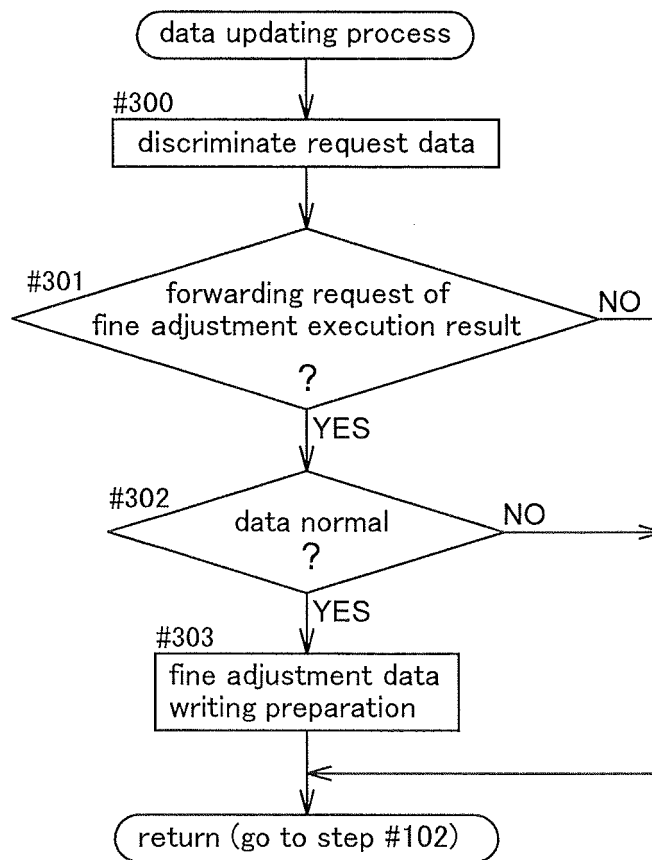 data updating process
#300
discriminate request data
#301
forwarding request of
fine adjustment execution result
?
NO
YES
#302
data normal
?
NO
YES
#303
fine adjustment data
writing preparation
return (go to step #102)